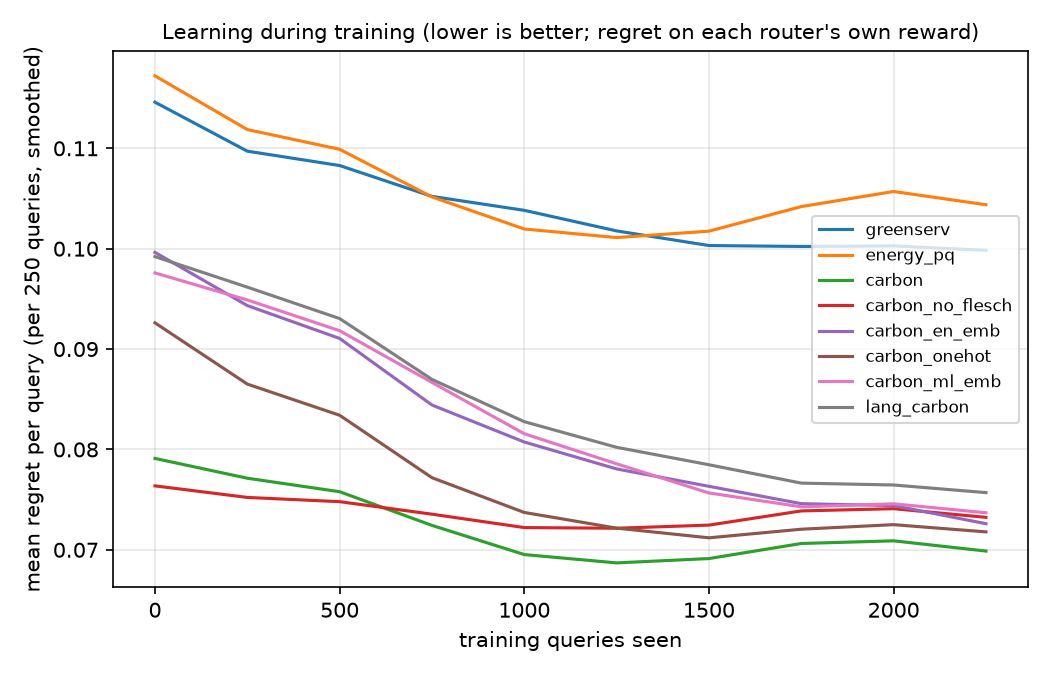 Learning during training (lower is better; regret on each router's own reward)
mean regret per query (per 250 queries, smoothed)
0.11
0.10
0.09
0.08
0.07
0
500
1000
1500
2000
training queries seen
greenserv
energy_pq
carbon
carbon_no_flesch
carbon_en_emb
carbon_onehot
carbon_ml_emb
lang_carbon